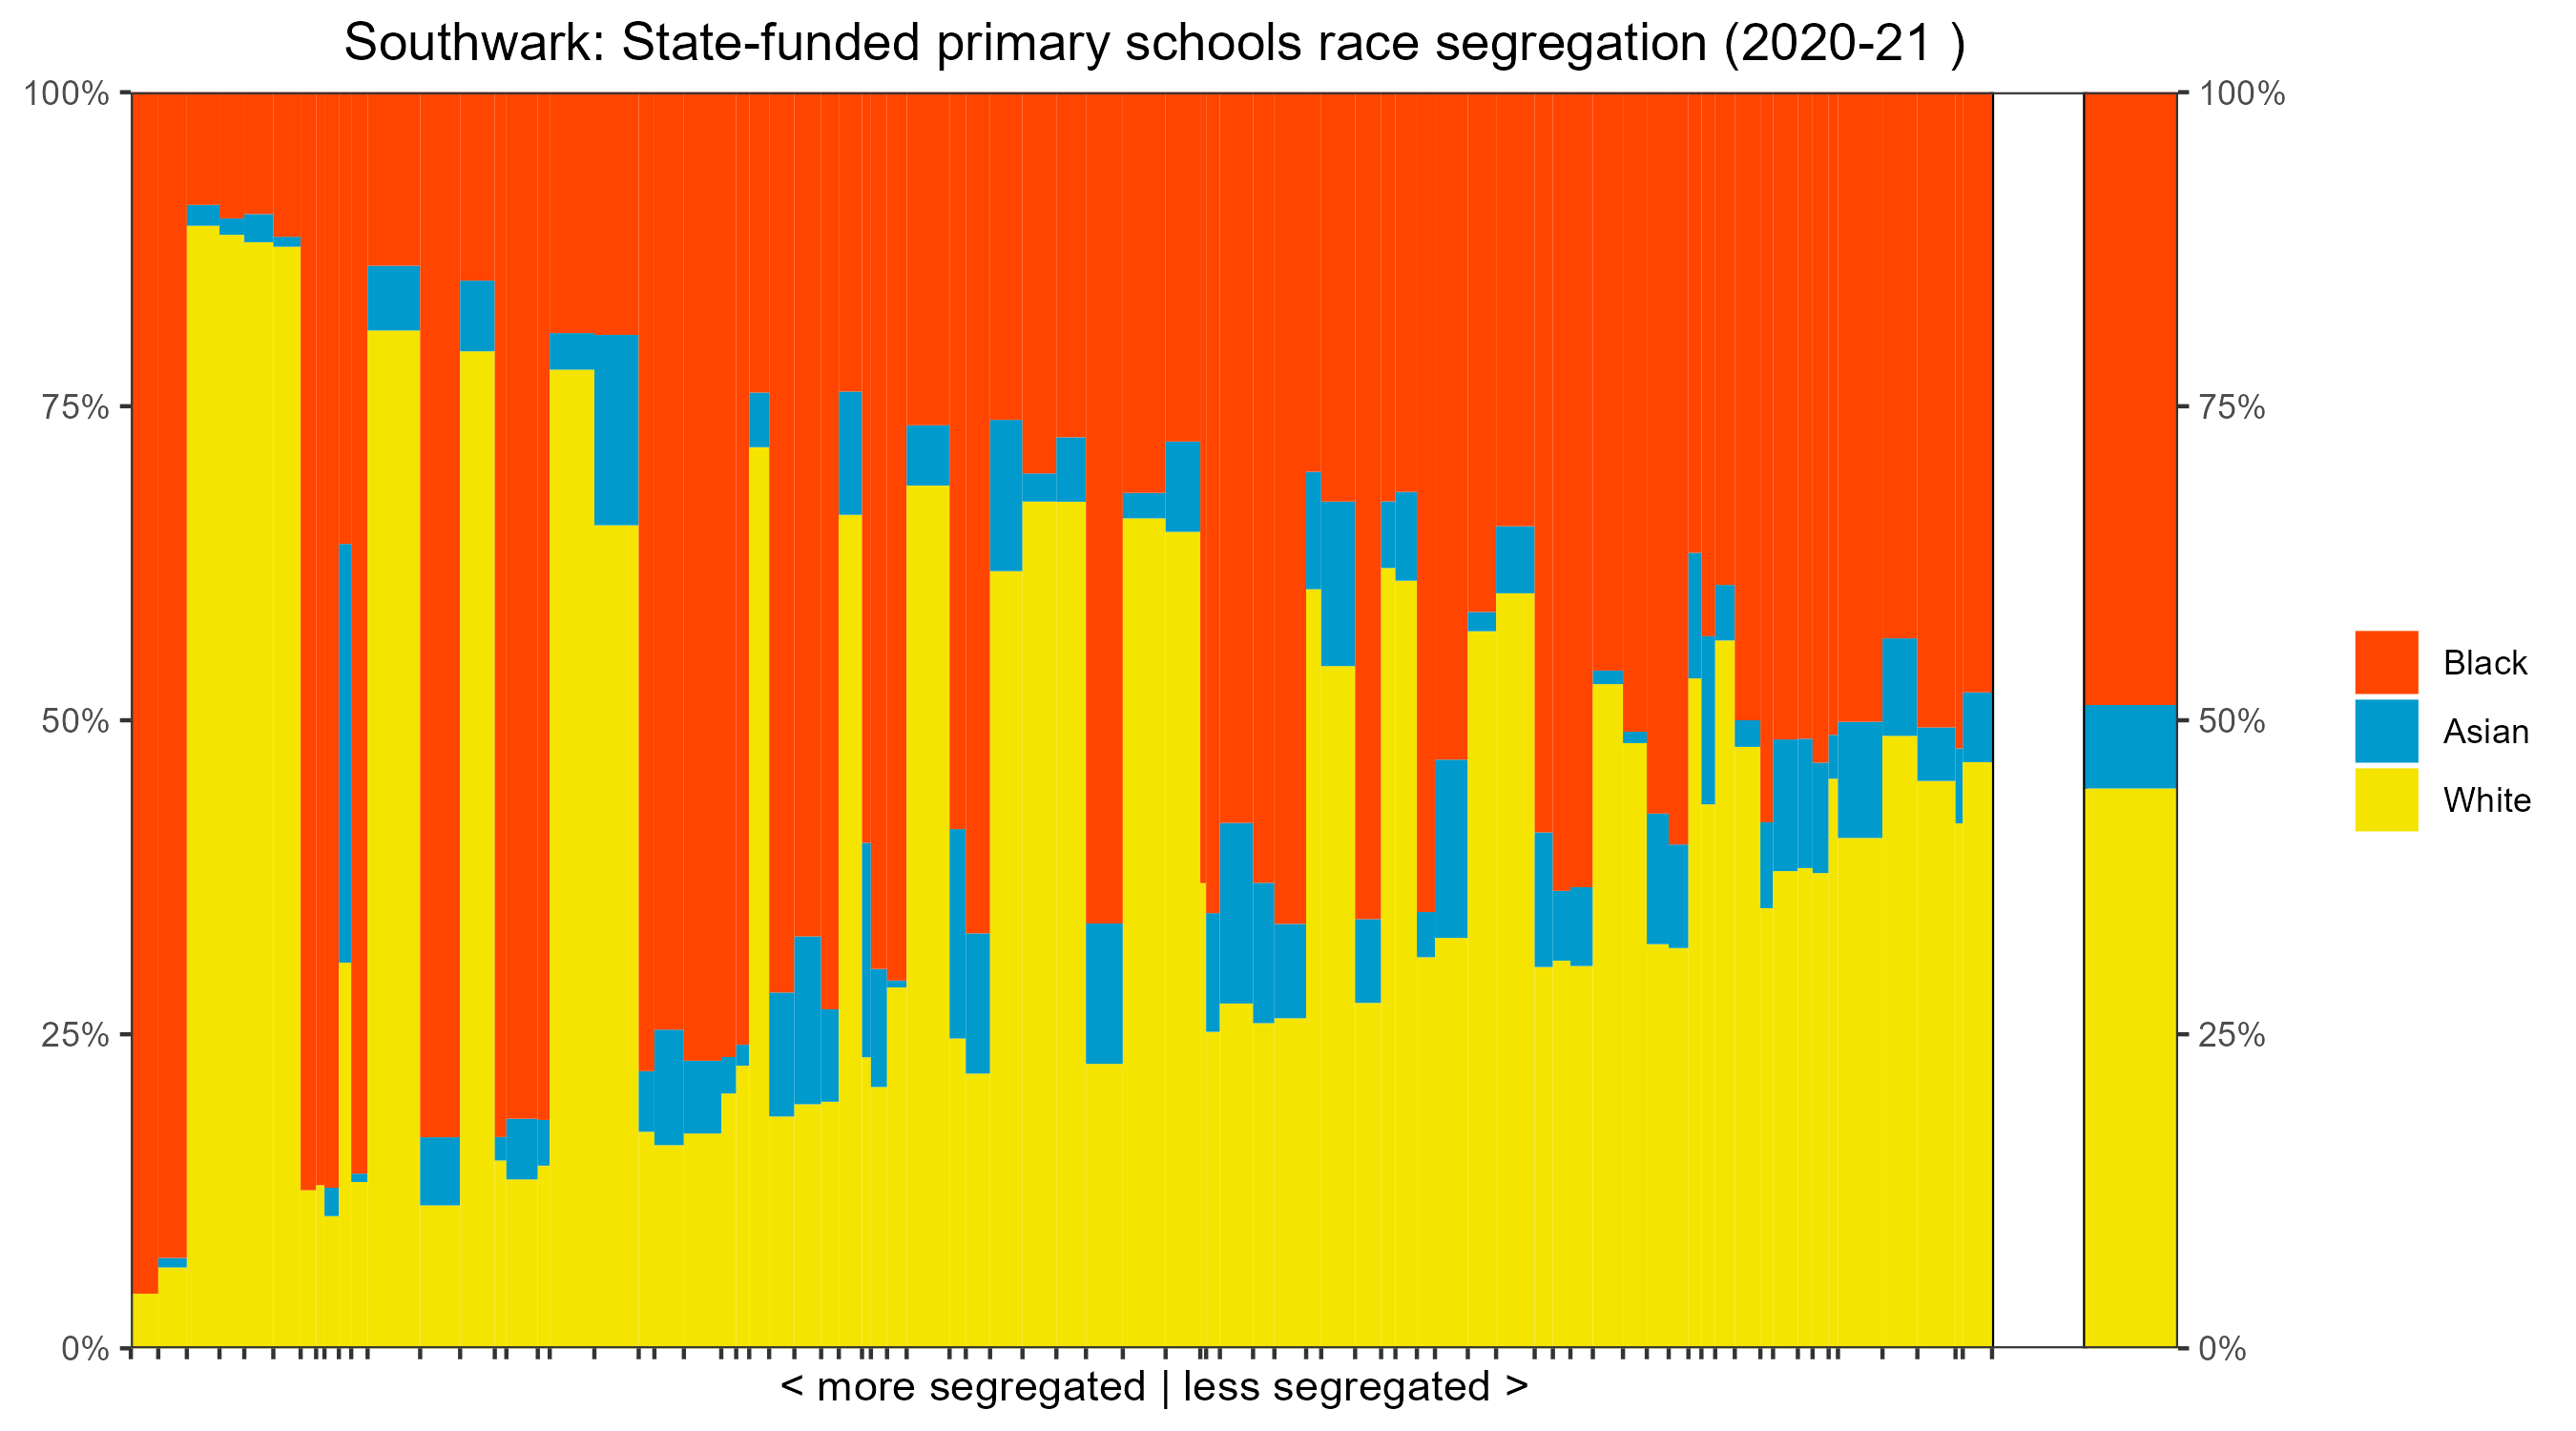 Southwark: State-funded primary schools race segregation (2020-21 )
100%
75%
50%
25%
0%
100%
75%
50%
25%
0%
Black
Asian
White
< more segregated | less segregated >